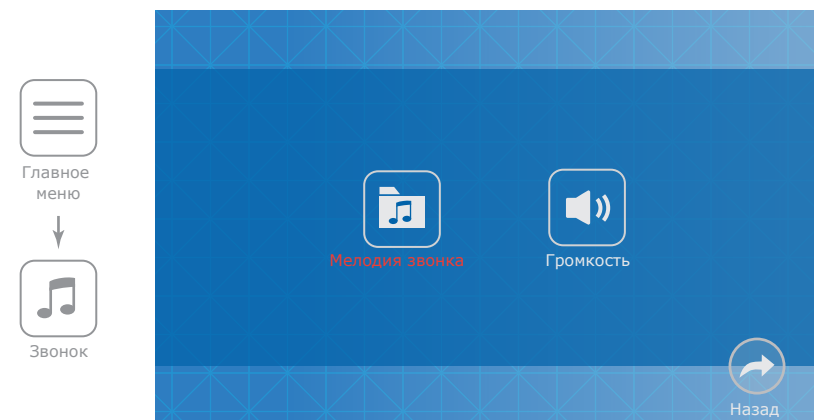 Главное
меню
Звонок
Мелодия звонка
Громкость
Назад